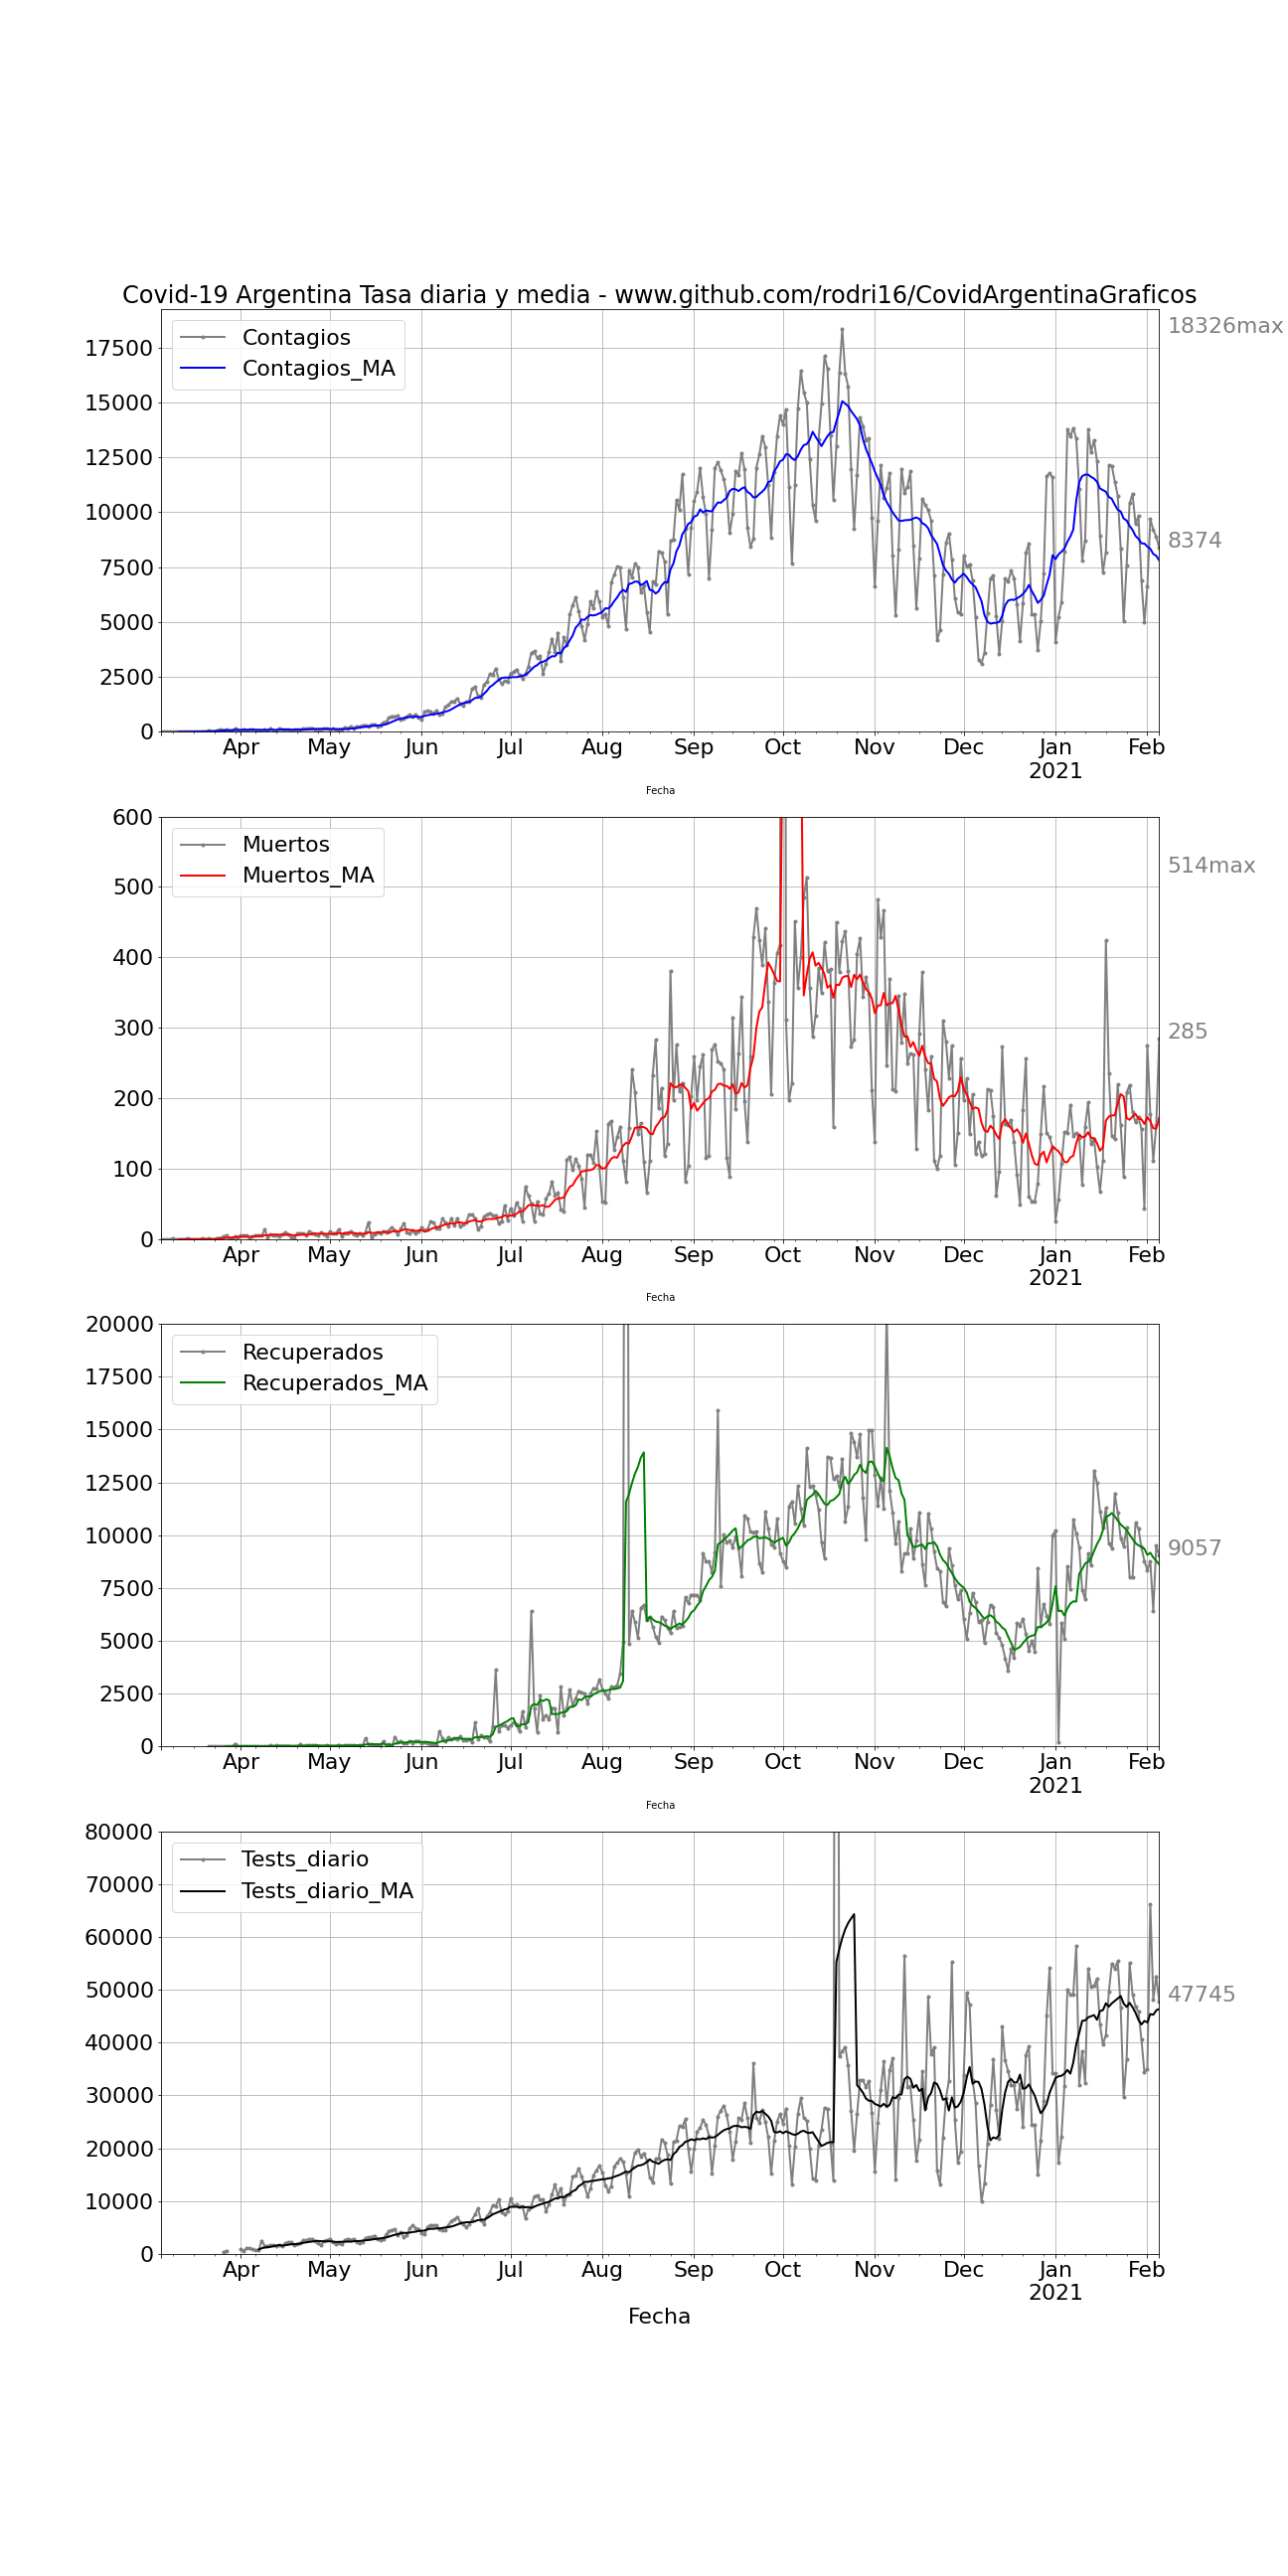 Covid-19 Argentina Tasa diaria y media - www.github.com/rodri16/CovidArgentinaGraficos
18326max
Contagios
Contagios_MA
17500
15000
12500
10000
8374
7500
5000
2500
0
Apr May Jun Jul Aug Sep Oct Nov Dec Jan Feb
2021
Fecha
600
Muertos
Muertos_MA
514max
500
400
300
285
200
100
0
Apr May Jun Jul Aug Sep Oct Nov Dec Jan Feb
2021
Fecha
20000
Recuperados
17500
Recuperados_MA
15000
12500
10000
9057
7500
5000
2500
0
Apr May Jun Jul Aug Sep Oct Nov Dec Jan Feb
2021
Fecha
80000
Tests_diario
70000
Tests_diario_MA
60000
50000
47745
40000
30000
20000
10000
0
Apr May Jun Jul Aug Sep Oct Nov Dec Jan Feb
2021
Fecha